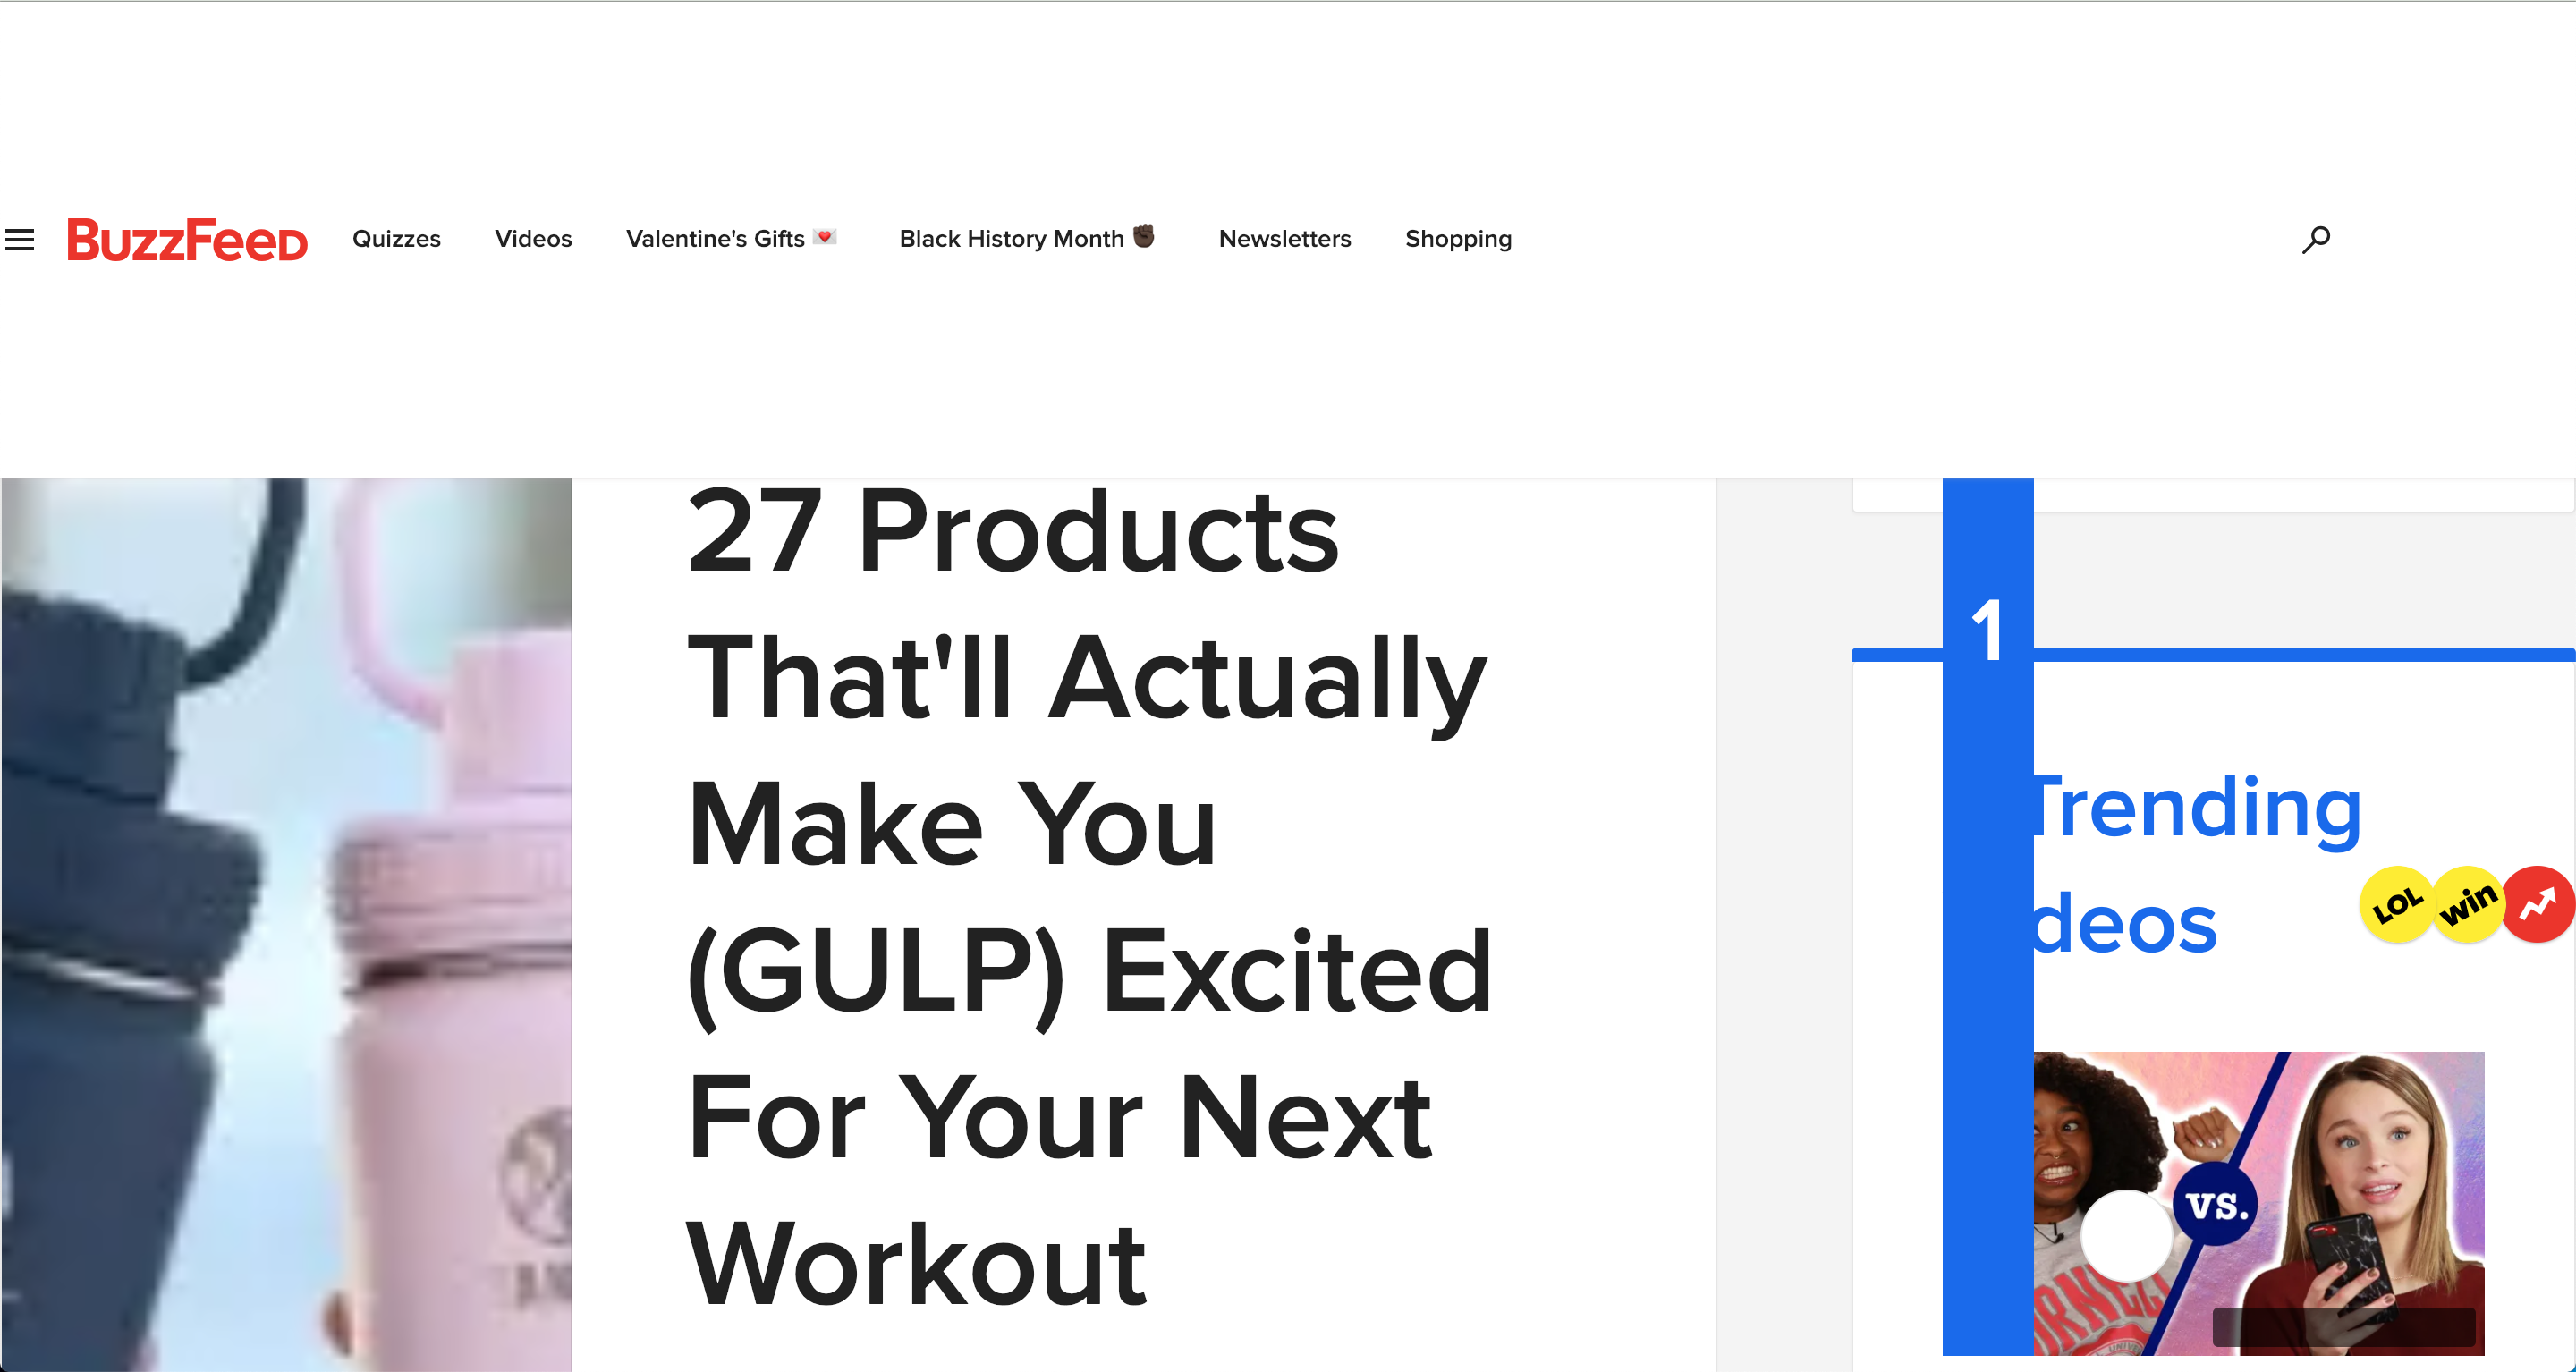 BuzzFeed Quizzes Videos Valentine's Gifts 💌 Black History Month ✊🏿 Newsletters Shopping
27 Products
That'll Actually
Make You
(GULP) Excited
For Your Next
Workout
1
Trending
deos
LOL win
VS.